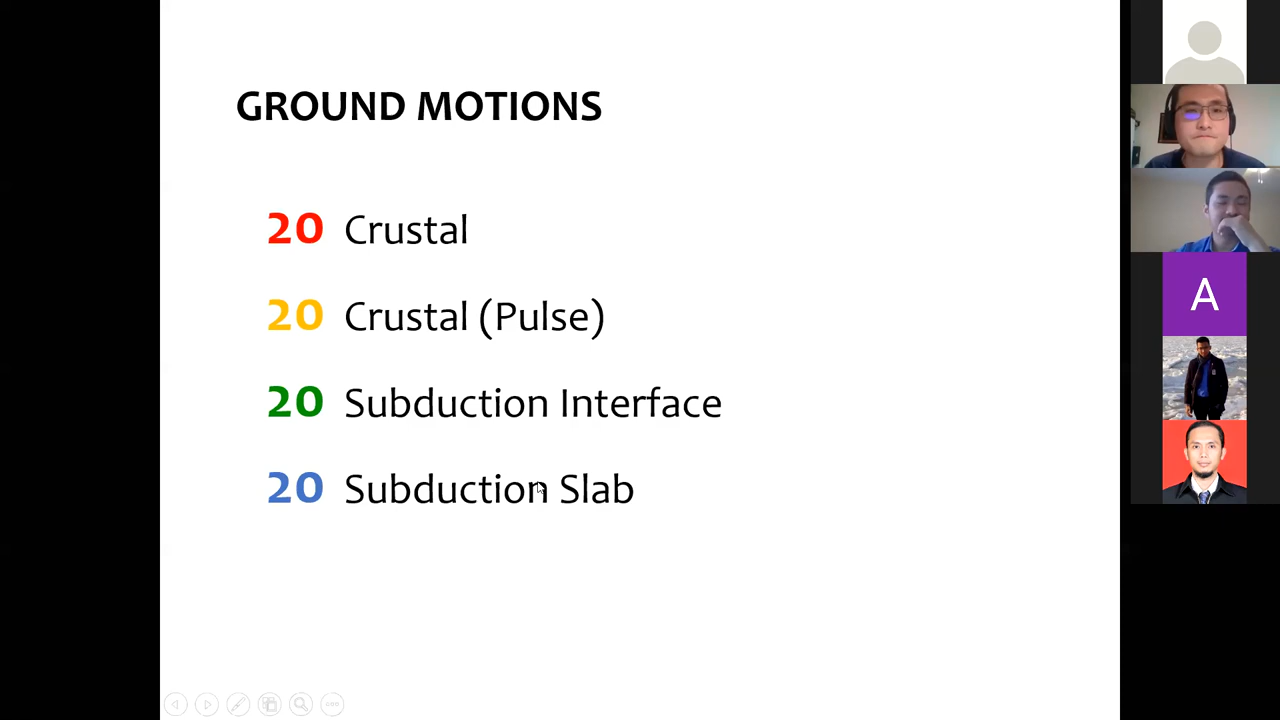 GROUND MOTIONS
20 Crustal
20 Crustal (Pulse)
20 Subduction Interface
20 Subduction Slab
A